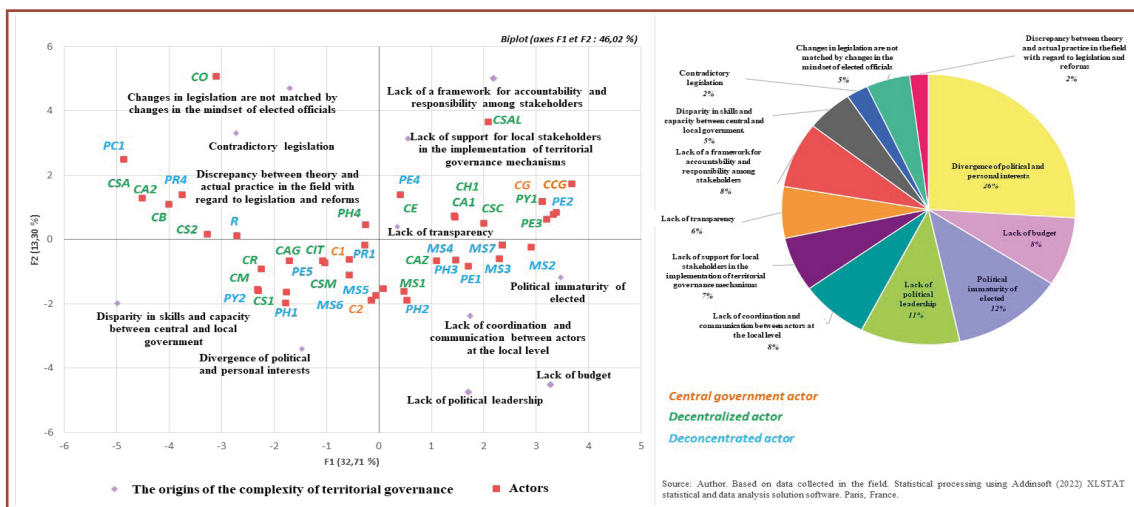 Biplot (axes F1 et F2 : 46,02 %)
6
CO
Changes in legislation are not matched by
changes in the mindset of elected officials
Lack of a framework for accountability and
responsibility among stakeholders
4
CSAL
Contradictory legislation
Lack of support for local stakeholders
in the implementation of territorial
governance mechanisms
PC1
2
CSA
CA2
PR4
Discrepancy between theory and
actual practice in the field with
regard to legislation and reforms
PE4
CH1
CG
CCG
CB
CE
CA1
CSC
PY1
PE2
CS2
R
PH4
PE3
F2 (13,30 %)
0
Lack of transparency
CAG
CIT
C1
PR1
MS4
MS7
CR
PE5
CAZ
PH3
MS3
MS2
CM
CSM
MS5
MS1
PE1
Political immaturity of
elected
PY2
CS1
PH1
MS6
C2
PH2
-2
Disparity in skills and capacity
between central and local
government
Lack of coordination and
communication between actors
at the local level
Divergence of political
and personal interests
-4
Lack of budget
Lack of political leadership
-6
-6
-5
-4
-3
-2
-1
0
1
2
3
4
5
6
F1 (32,71 %)
The origins of the complexity of territorial governance
Actors
Changes in legislation are not
matched by changes in the
mindset of elected officials
5%
Discrepancy between theory
and actual practice in the field
with regard to legislation and
reforms
2%
Contradictory
legislation
2%
Disparity in skills and
capacity between central and
local government
5%
Lack of a framework for
accountability and
responsibility among
stakeholders
8%
Lack of transparency
6%
Lack of support for local
stakeholders in the
implementation of territorial
governance mechanisms
7%
Lack of coordination and
communication between actors at
the local level
8%
Divergence of political and
personal interests
26%
Lack of budget
8%
Political
immaturity of
elected
12%
Lack of
political
leadership
11%
Central government actor
Decentralized actor
Deconcentrated actor
Source: Author. Based on data collected in the field. Statistical processing using Addinsoft (2022) XLSTAT
statistical and data analysis solution software. Paris, France.